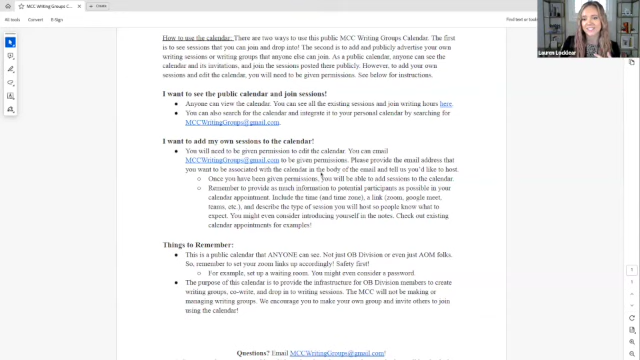 MCC Writing Groups Cal...
Create
All tools
Convert
E-Sign
Find text or tools
Lauren Locklear
How to use the calendar: There are two ways to use this public MCC Writing Groups Calendar. The first
is to see sessions that you can join and drop into! The second is to add and publicly advertise your own
writing sessions or writing groups that anyone else can join. As a public calendar, anyone can see the
calendar and its invitations, and join the sessions posted there publicly. However, to add your own
sessions and edit the calendar, you will need to be given permissions. See below for instructions.
I want to see the public calendar and join sessions!
● Anyone can view the calendar. You can see all the existing sessions and join writing hours here.
● You can also search for the calendar and integrate it to your personal calendar by searching for
MCCWritingGroups@gmail.com.
I want to add my own sessions to the calendar!
● You will need to be given permission to edit the calendar. You can email
MCCWritingGroups@gmail.com to be given permissions. Please provide the email address that
you want to be associated with the calendar in the body of the email and tell us you'd like to host.
○ Once you have been given permissions, you will be able to add sessions to the calendar.
○ Remember to provide as much information to potential participants as possible in your
calendar appointment. Include the time (and time zone), a link (zoom, google meet,
teams, etc.), and describe the type of session you will host so people know what to
expect. You might even consider introducing yourself in the notes. Check out existing
calendar appointments for examples!
Things to Remember:
● This is a public calendar that ANYONE can see. Not just OB Division or even just AOM folks.
So, remember to set your zoom links up accordingly! Safety first!
○ For example, set up a waiting room. You might even consider a password.
● The purpose of this calendar is to provide the infrastructure for OB Division members to create
writing groups, co-write, and drop in to writing sessions. The MCC will not be making or
managing writing groups. We encourage you to make your own group and invite others to join
using the calendar!
Questions? Email MCCWritingGroups@gmail.com!
1
1